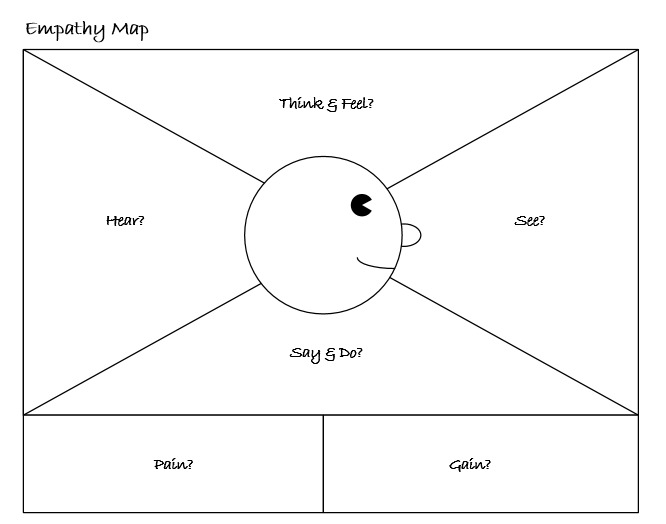 Empathy Map
Think & Feel?
Hear?
See?
Say & Do?
Pain?
Gain?